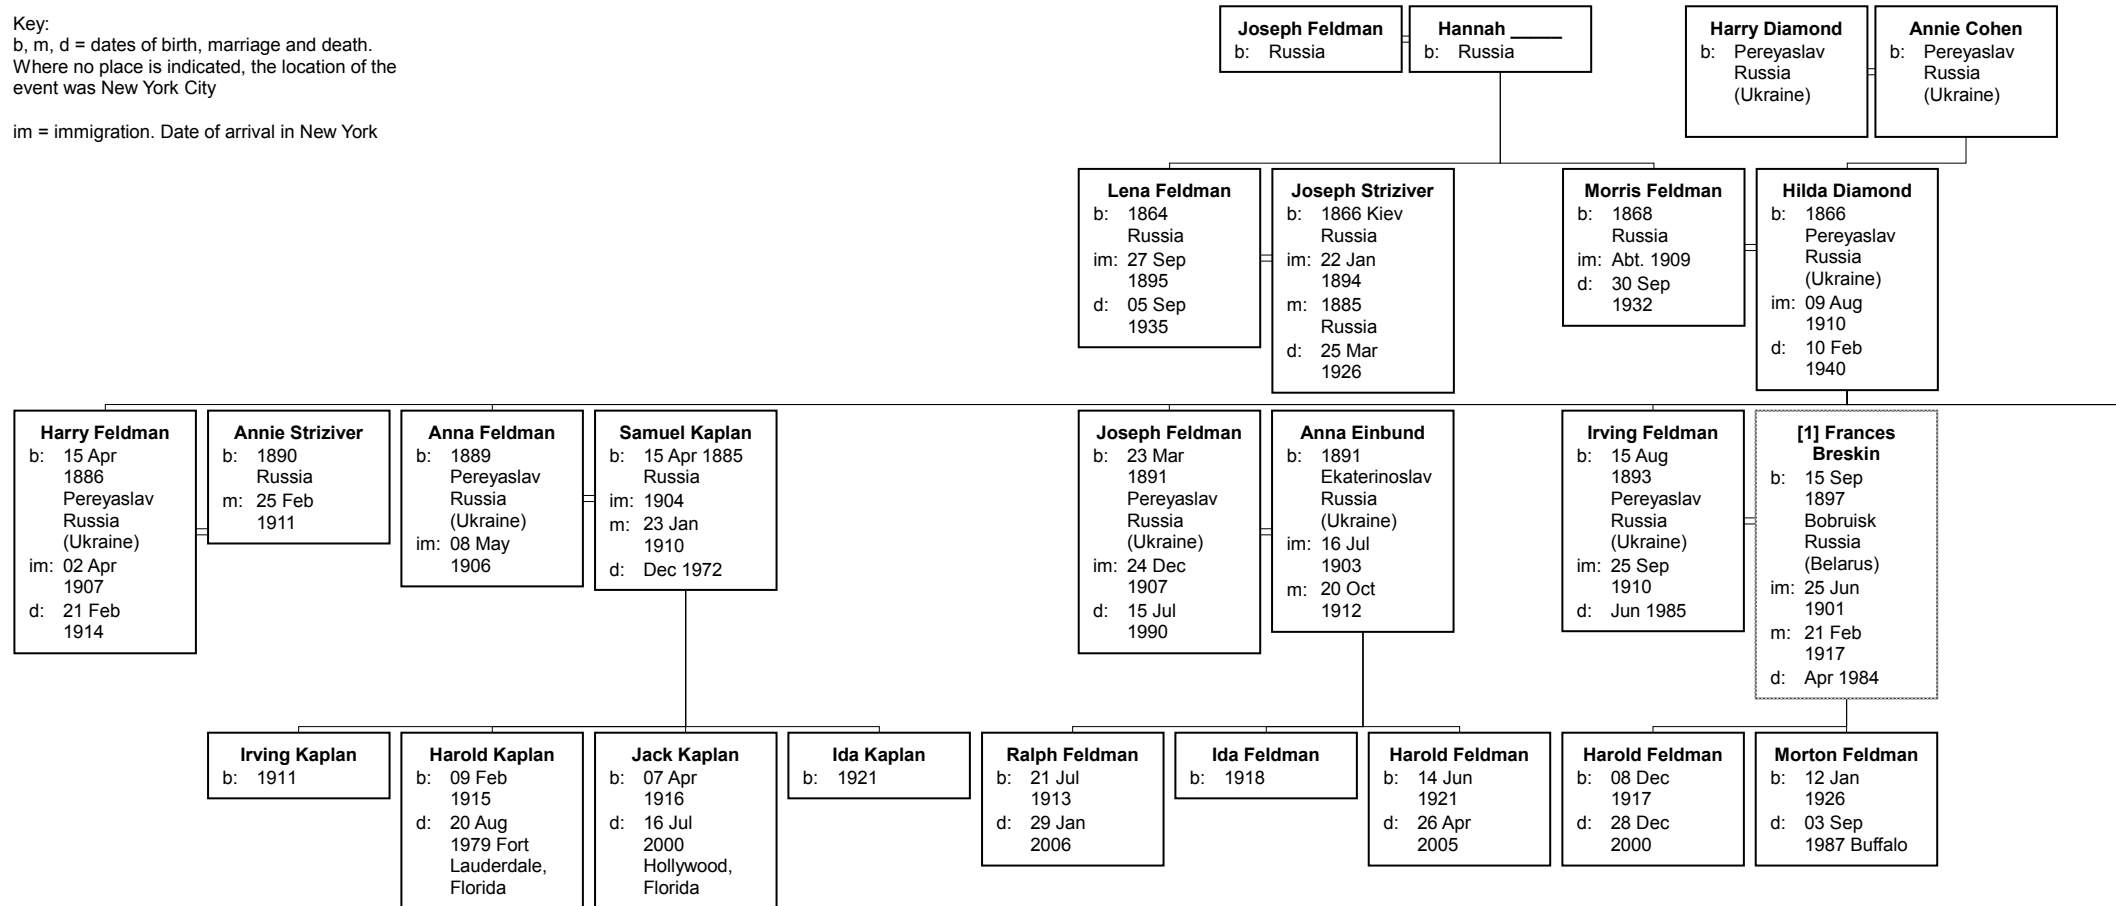 Key:
b, m, d = dates of birth, marriage and death.
Where no place is indicated, the location of the
event was New York City
im = immigration. Date of arrival in New York
Joseph Feldman
b: Russia
Hannah _____
b: Russia
Harry Diamond
b: Pereyaslav
Russia
(Ukraine)
Annie Cohen
b: Pereyaslav
Russia
(Ukraine)
Lena Feldman
b: 1864
Russia
im: 27 Sep
1895
d: 05 Sep
1935
Joseph Striziver
b: 1866 Kiev
Russia
im: 22 Jan
1894
m: 1885
Russia
d: 25 Mar
1926
Morris Feldman
b: 1868
Russia
im: Abt. 1909
d: 30 Sep
1932
Hilda Diamond
b: 1866
Pereyaslav
Russia
(Ukraine)
im: 09 Aug
1910
d: 10 Feb
1940
Harry Feldman
b: 15 Apr
1886
Pereyaslav
Russia
(Ukraine)
im: 02 Apr
1907
d: 21 Feb
1914
Annie Striziver
b: 1890
Russia
m: 25 Feb
1911
Anna Feldman
b: 1889
Pereyaslav
Russia
(Ukraine)
im: 08 May
1906
Samuel Kaplan
b: 15 Apr 1885
Russia
im: 1904
m: 23 Jan
1910
d: Dec 1972
Joseph Feldman
b: 23 Mar
1891
Pereyaslav
Russia
(Ukraine)
im: 24 Dec
1907
d: 15 Jul
1990
Anna Einbund
b: 1891
Ekaterinoslav
Russia
(Ukraine)
im: 16 Jul
1903
m: 20 Oct
1912
Irving Feldman
b: 15 Aug
1893
Pereyaslav
Russia
(Ukraine)
im: 25 Sep
1910
d: Jun 1985
[1] Frances
Breskin
b: 15 Sep
1897
Bobruisk
Russia
(Belarus)
im: 25 Jun
1901
m: 21 Feb
1917
d: Apr 1984
Irving Kaplan
b: 1911
Harold Kaplan
b: 09 Feb
1915
d: 20 Aug
1979 Fort
Lauderdale,
Florida
Jack Kaplan
b: 07 Apr
1916
d: 16 Jul
2000
Hollywood,
Florida
Ida Kaplan
b: 1921
Ralph Feldman
b: 21 Jul
1913
d: 29 Jan
2006
Ida Feldman
b: 1918
Harold Feldman
b: 14 Jun
1921
d: 26 Apr
2005
Harold Feldman
b: 08 Dec
1917
d: 28 Dec
2000
Morton Feldman
b: 12 Jan
1926
d: 03 Sep
1987 Buffalo